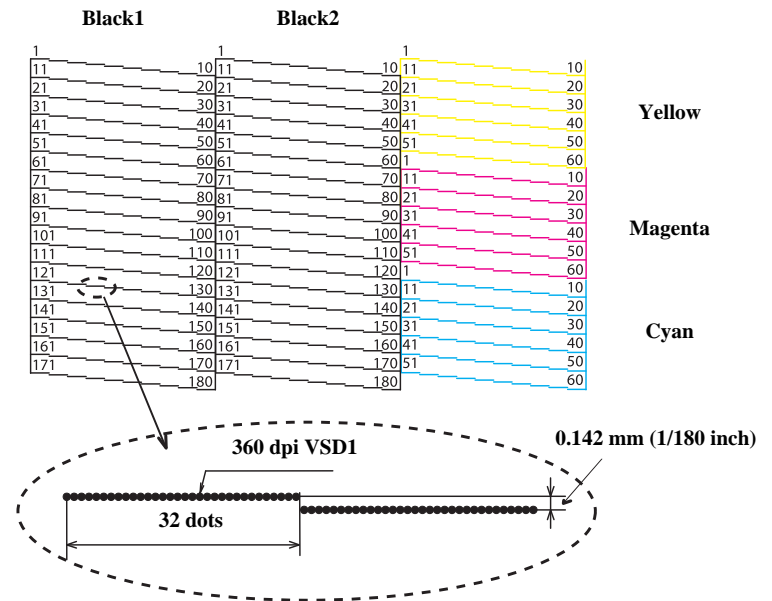 Black1 Black2
1 1 1
11 10 11 10 11 10
21 20 21 20 21 20
31 30 31 30 31 30
41 40 41 40 41 40
51 50 51 50 51 50
61 60 61 60 1 60
71 70 71 70 11 10
81 80 81 80 21 20
91 90 91 90 31 30
101 100 101 100 41 40
111 110 111 110 51 50
121 120 121 120 1 60
131 130 131 130 11 10
141 140 141 140 21 20
151 150 151 150 31 30
161 160 161 160 41 40
171 170 171 170 51 50
180 180 60
Yellow
Magenta
Cyan
360 dpi VSD1
0.142 mm (1/180 inch)
32 dots